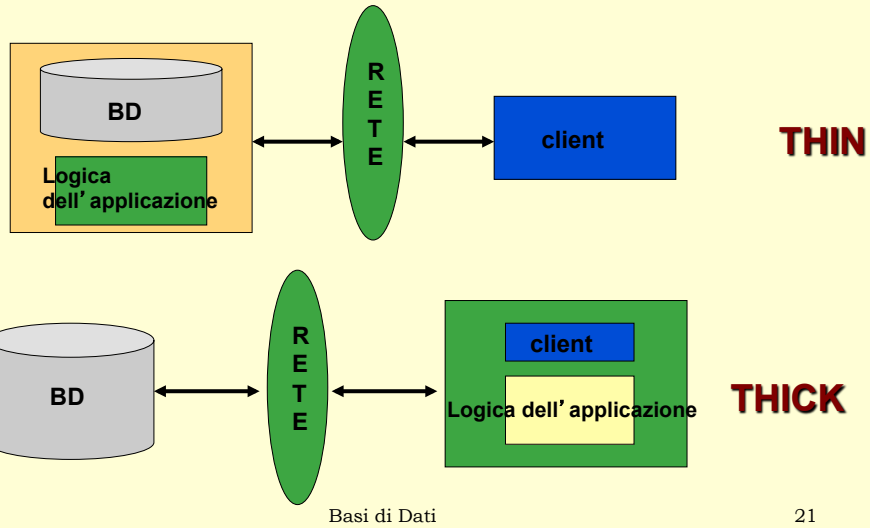 BD
Logica
dell’applicazione
R
E
T
E
client
THIN
BD
R
E
T
E
client
Logica dell’applicazione
THICK
Basi di Dati
21